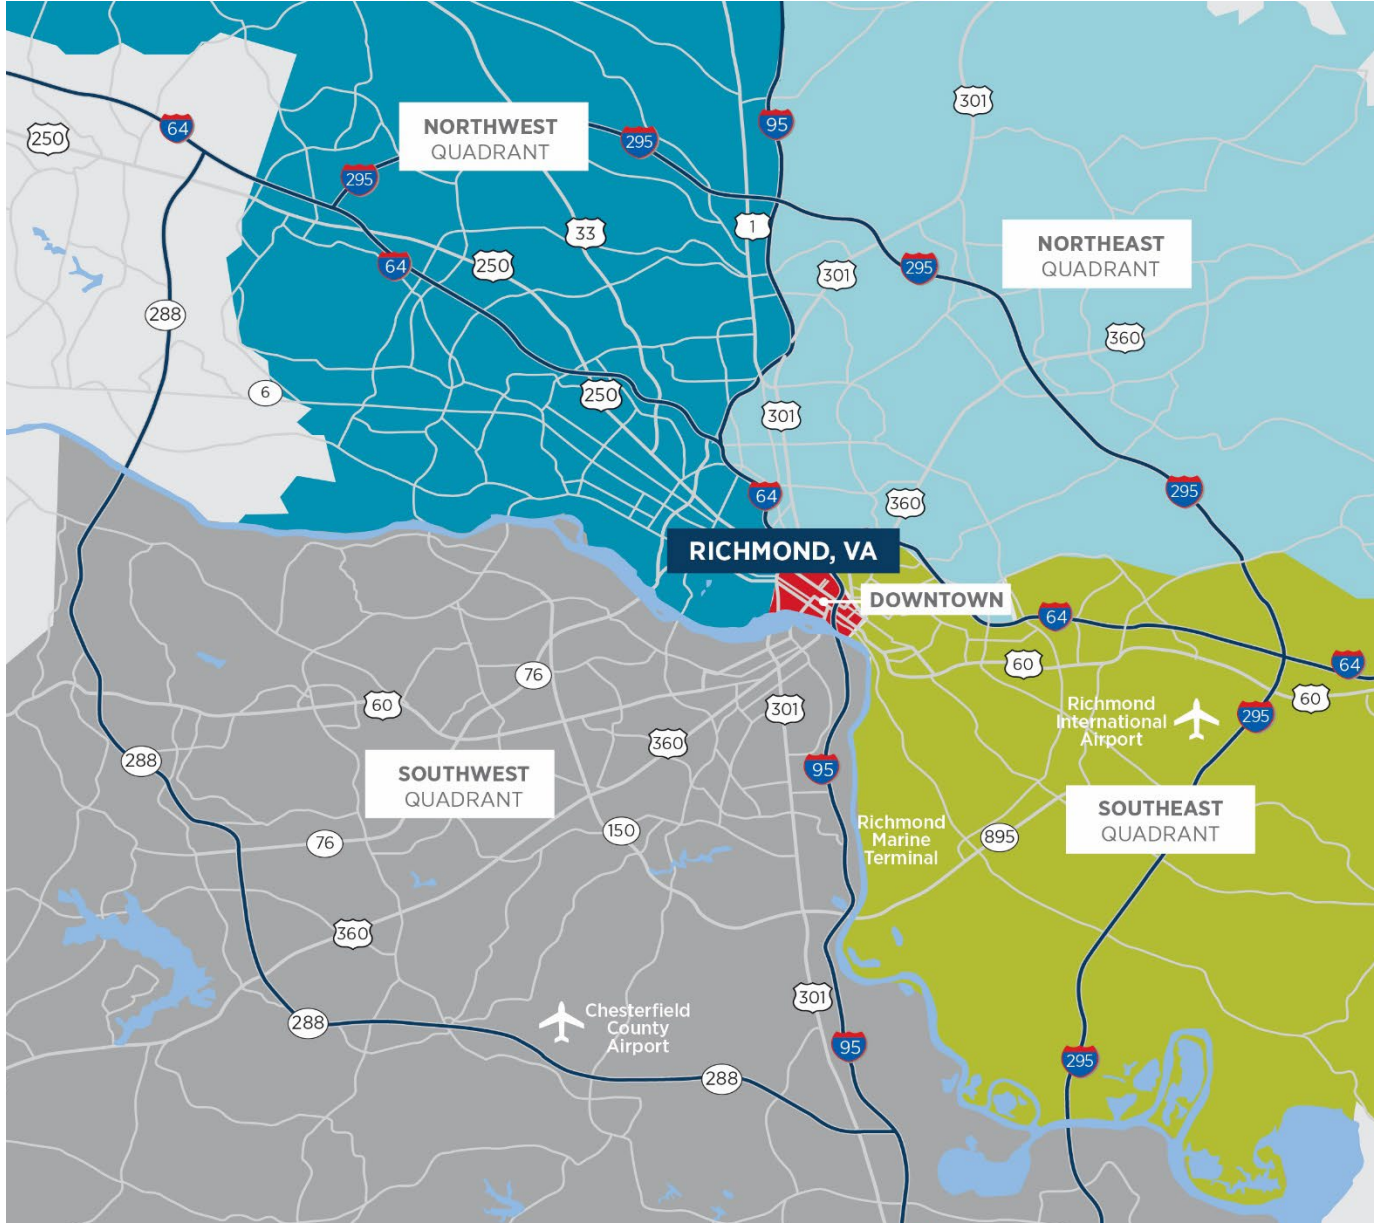 301
95
64
250
NORTHWEST
QUADRANT
295
295
1
33
NORTHEAST
QUADRANT
250
64
301
295
288
360
250
6
301
64
295
360
RICHMOND, VA
DOWNTOWN
64
60
64
76
60
60
301
Richmond
International
Airport
295
360
288
95
SOUTHWEST
QUADRANT
SOUTHEAST
QUADRANT
Richmond
Marine
Terminal
150
895
76
360
301
Chesterfield
County
Airport
288
95
295
288